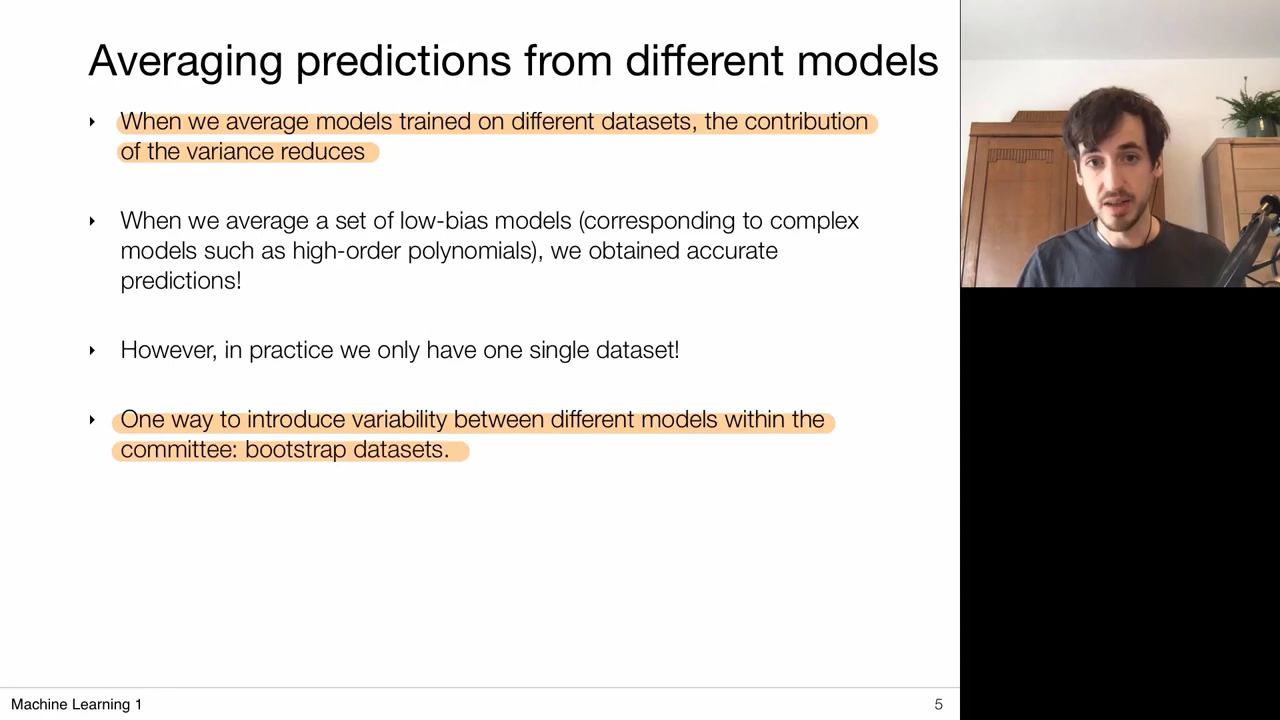 Averaging predictions from different models
‣ When we average models trained on different datasets, the contribution
of the variance reduces
‣ When we average a set of low-bias models (corresponding to complex
models such as high-order polynomials), we obtained accurate
predictions!
‣ However, in practice we only have one single dataset!
‣ One way to introduce variability between different models within the
committee: bootstrap datasets.
Machine Learning 1
5